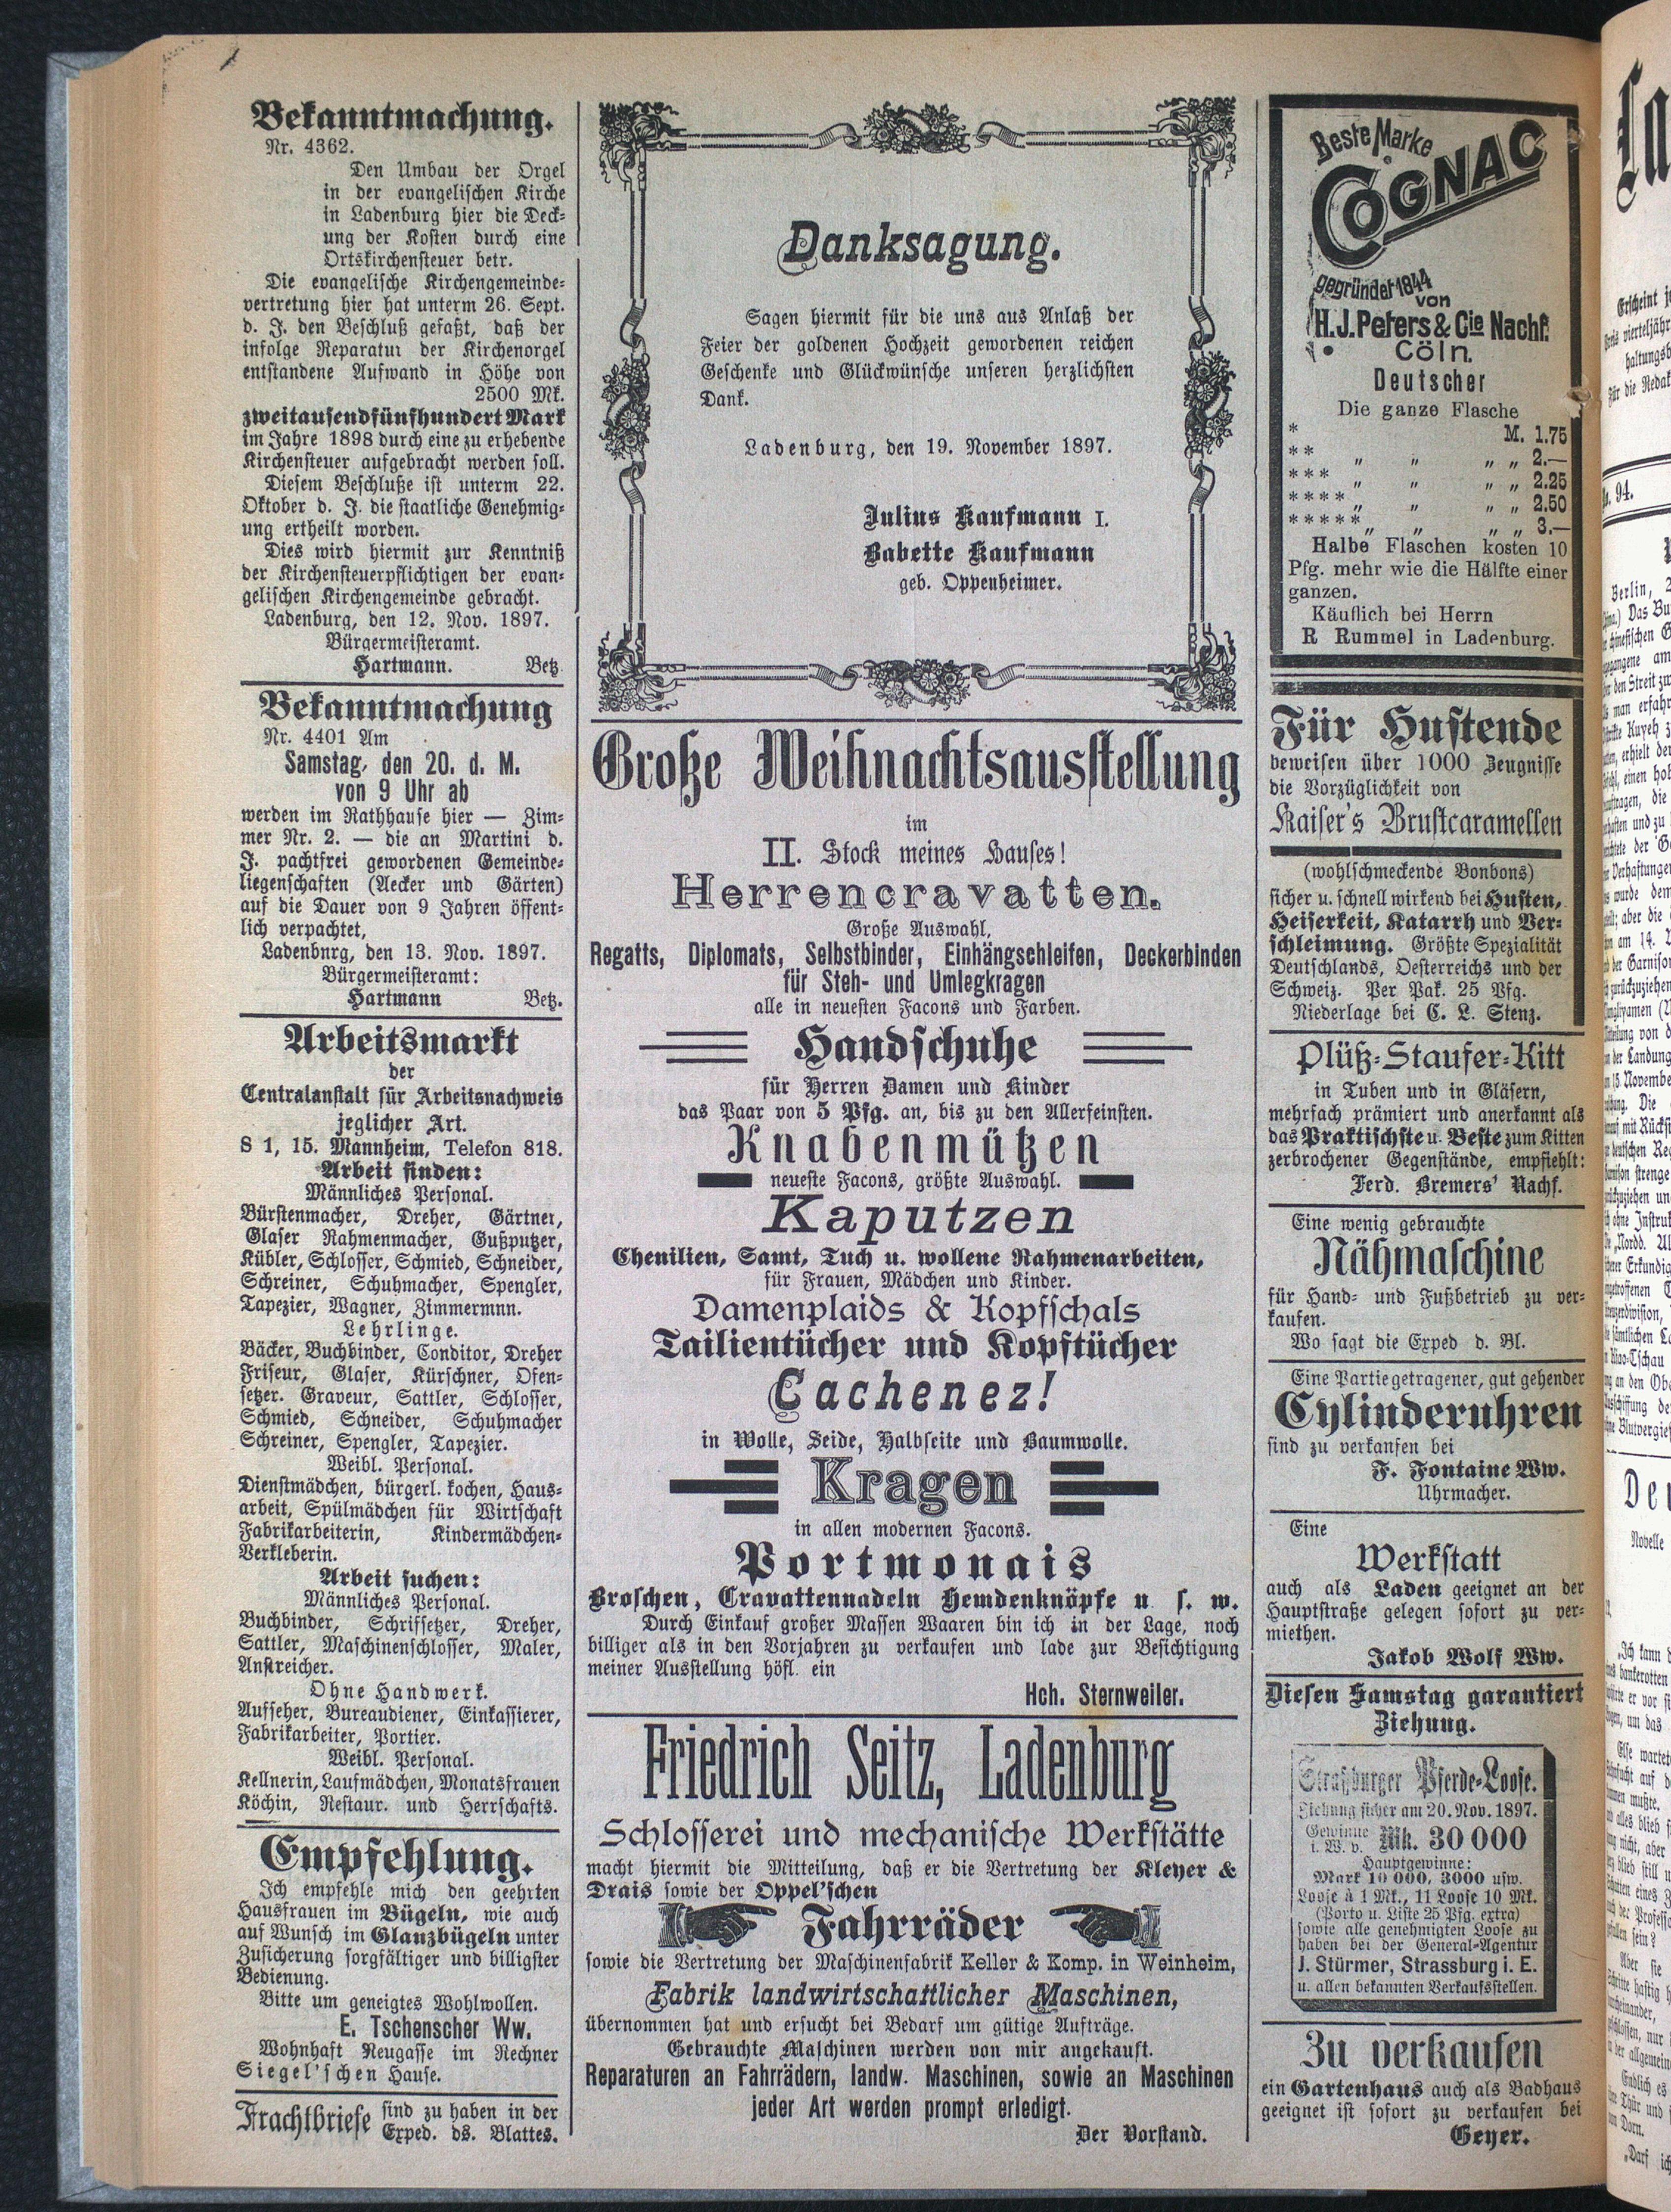 Bekanntmachung.
Nr. 4362.
Den Umbau der Orgel
in der evangelischen Kirche
in Ladenburg hier die Deck-
ung der Kosten durch eine
Ortskirchensteuer betr.
Die evangelische Kirchengemeinde-
vertretung hier hat unterm 26. Sept.
d. J. den Beschluß gefaßt, daß der
infolge Reparatur der Kirchenorgel
entstandene Aufwand in Höhe von
2500 Mk.
zweitausendfünfhundert Mark
im Jahre 1898 durch eine zu erhebende
Kirchensteuer aufgebracht werden soll.
Diesem Beschluße ist unterm 22.
Oktober d. J. die staatliche Genehmig-
ung ertheilt worden.
Dies wird hiermit zur Kenntniß
der Kirchensteuerpflichtigen der evan-
gelischen Kirchengemeinde gebracht.
Ladenburg, den 12. Nov. 1897.
Bürgermeisteramt.
Hartmann. Betz
Bekanntmachung
Nr. 4401 Am
Samstag, den 20. d. M.
von 9 Uhr ab
werden im Rathhause hier — Zim-
mer Nr. 2. — die an Martini d.
J. pachtfrei gewordenen Gemeinde-
liegenschaften (Aecker und Gärten)
auf die Dauer von 9 Jahren öffent-
lich verpachtet,
Ladenbnrg, den 13. Nov. 1897.
Bürgermeisteramt:
Hartmann Betz.
Arbeitsmarkt
der
Centralanstalt für Arbeitsnachweis
jeglicher Art.
S 1, 15. Mannheim, Telefon 818.
Arbeit finden:
Männliches Personal.
Bürstenmacher, Dreher, Gärtner,
Glaser Rahmenmacher, Gußputzer,
Kübler, Schlosser, Schmied, Schneider,
Schreiner, Schuhmacher, Spengler,
Tapezier, Wagner, Zimmermnn.
Lehrlinge.
Bäcker, Buchbinder, Conditor, Dreher
Friseur, Glaser, Kürschner, Ofen-
setzer. Graveur, Sattler, Schlosser,
Schmied, Schneider, Schuhmacher
Schreiner, Spengler, Tapezier.
Weibl. Personal.
Dienstmädchen, bürgerl. kochen, Haus-
arbeit, Spülmädchen für Wirtschaft
Fabrikarbeiterin, Kindermädchen-
Verkleberin.
Arbeit suchen:
Männliches Personal.
Buchbinder, Schriftsetzer, Dreher,
Sattler, Maschinenschlosser, Maler,
Anstreicher.
Ohne Handwerk.
Aufseher, Bureaudiener, Einkassierer,
Fabrikarbeiter, Portier.
Weibl. Personal.
Kellnerin, Laufmädchen, Monatsfrauen
Köchin, Restaur. und Herrschafts.
Empfehlung.
Ich empfehle mich den geehrten
Hausfrauen im Bügeln, wie auch
auf Wunsch im Glanzbügeln unter
Zusicherung sorgfältiger und billigster
Bedienung.
Bitte um geneigtes Wohlwollen.
E. Tschenscher Ww.
Wohnhaft Neugasse im Rechner
Siegel'schen Hause.
Frachtbriefe sind zu haben in der
Exped. ds. Blattes.
Danksagung.
Sagen hiermit für die uns aus Anlaß der
Feier der goldenen Hochzeit gewordenen reichen
Geschenke und Glückwünsche unseren herzlichsten
Dank.
Ladenburg, den 19. November 1897.
Julius Kaufmann I.
Babette Kaufmann
geb. Oppenheimer.
Große Weihnachtsausstellung
im
II. Stock meines Hauses!
Herrencravatten.
Große Auswahl,
Regatts, Diplomats, Selbstbinder, Einhängschleifen, Deckerbinden
für Steh- und Umlegkragen
alle in neuesten Facons und Farben.
Handschuhe
für Herren Damen und Kinder
das Paar von 5 Pfg. an, bis zu den Allerfeinsten.
Knabenmützen
neueste Facons, größte Auswahl.
Kaputzen
Chenilien, Samt, Tuch u. wollene Rahmenarbeiten,
für Frauen, Mädchen und Kinder.
Damenplaids & Kopfschals
Tailientücher und Kopftücher
Cachenez!
in Wolle, Seide, Halbseite und Baumwolle.
Kragen
in allen modernen Facons.
Portmonais
Broschen, Cravattennadeln Hemdenknöpfe u s. w.
Durch Einkauf großer Massen Waaren bin ich in der Lage, noch
billiger als in den Vorjahren zu verkaufen und lade zur Besichtigung
meiner Ausstellung höfl. ein
Hch. Sternweiler.
Friedrich Seitz, Ladenburg
Schlosserei und mechanische Werkstätte
macht hiermit die Mitteilung, daß er die Vertretung der Kleyer &
Drais sowie der Oppel'schen
Fahrräder
sowie die Vertretung der Maschinenfabrik Keller & Komp. in Weinheim,
Fabrik landwirtschaftlicher Maschinen,
übernommen hat und ersucht bei Bedarf um gütige Aufträge.
Gebrauchte Maschinen werden von mir angekauft.
Reparaturen an Fahrrädern, landw. Maschinen, sowie an Maschinen
jeder Art werden prompt erledigt.
Der Vorstand.
Beste Marke
COGNAC
gegründet 1844
von
H. J. Peters & Cie Nachf.
Cöln.
Deutscher
Die ganze Flasche
* M. 1.75
** „ „ „ „ 2.—
*** „ „ „ „ 2.25
**** „ „ „ „ 2.50
***** „ „ „ „ 3.—
Halbe Flaschen kosten 10
Pfg. mehr wie die Hälfte einer
ganzen.
Käuflich bei Herrn
R Rummel in Ladenburg.
Für Hustende
beweisen über 1000 Zeugnisse
die Vorzüglichkeit von
Kaiser's Brustcaramellen
(wohlschmeckende Bonbons)
sicher u. schnell wirkend bei Husten,
Heiserkeit, Katarrh und Ver-
schleimung. Größte Spezialität
Deutschlands, Oesterreichs und der
Schweiz. Per Pak. 25 Pfg.
Niederlage bei C. L. Stenz.
Plüß-Staufer-Kitt
in Tuben und in Gläsern,
mehrfach prämiert und anerkannt als
das Praktischste u. Beste zum Kitten
zerbrochener Gegenstände, empfiehlt:
Ferd. Bremers' Nachf.
Eine wenig gebrauchte
Nähmaschine
für Hand- und Fußbetrieb zu ver-
kaufen.
Wo sagt die Exped d. Bl.
Eine Partie getragener, gut gehender
Cylinderuhren
sind zu verkanfen bei
F. Fontaine Ww.
Uhrmacher.
Eine
Werkstatt
auch als Laden geeignet an der
Hauptstraße gelegen sofort zu ver-
miethen.
Jakob Wolf Ww.
Diesen Samstag garantiert
Ziehung.
Straßburger Pferde-Loose.
Ziehung sicher am 20. Nov. 1897.
Gewinne i. W. v. Mk. 30 000
Hauptgewinne:
Mark 10 000, 3000 usw.
Loose à 1 Mk., 11 Loose 10 Mk.
(Porto u. Liste 25 Pfg. extra)
sowie alle genehmigten Loose zu
haben bei der General-Agentur
J. Stürmer, Strassburg i. E.
u. allen bekannten Verkaufsstellen.
Zu verkaufen
ein Gartenhaus auch als Badhaus
geeignet ist sofort zu verkaufen bei
Geyer.